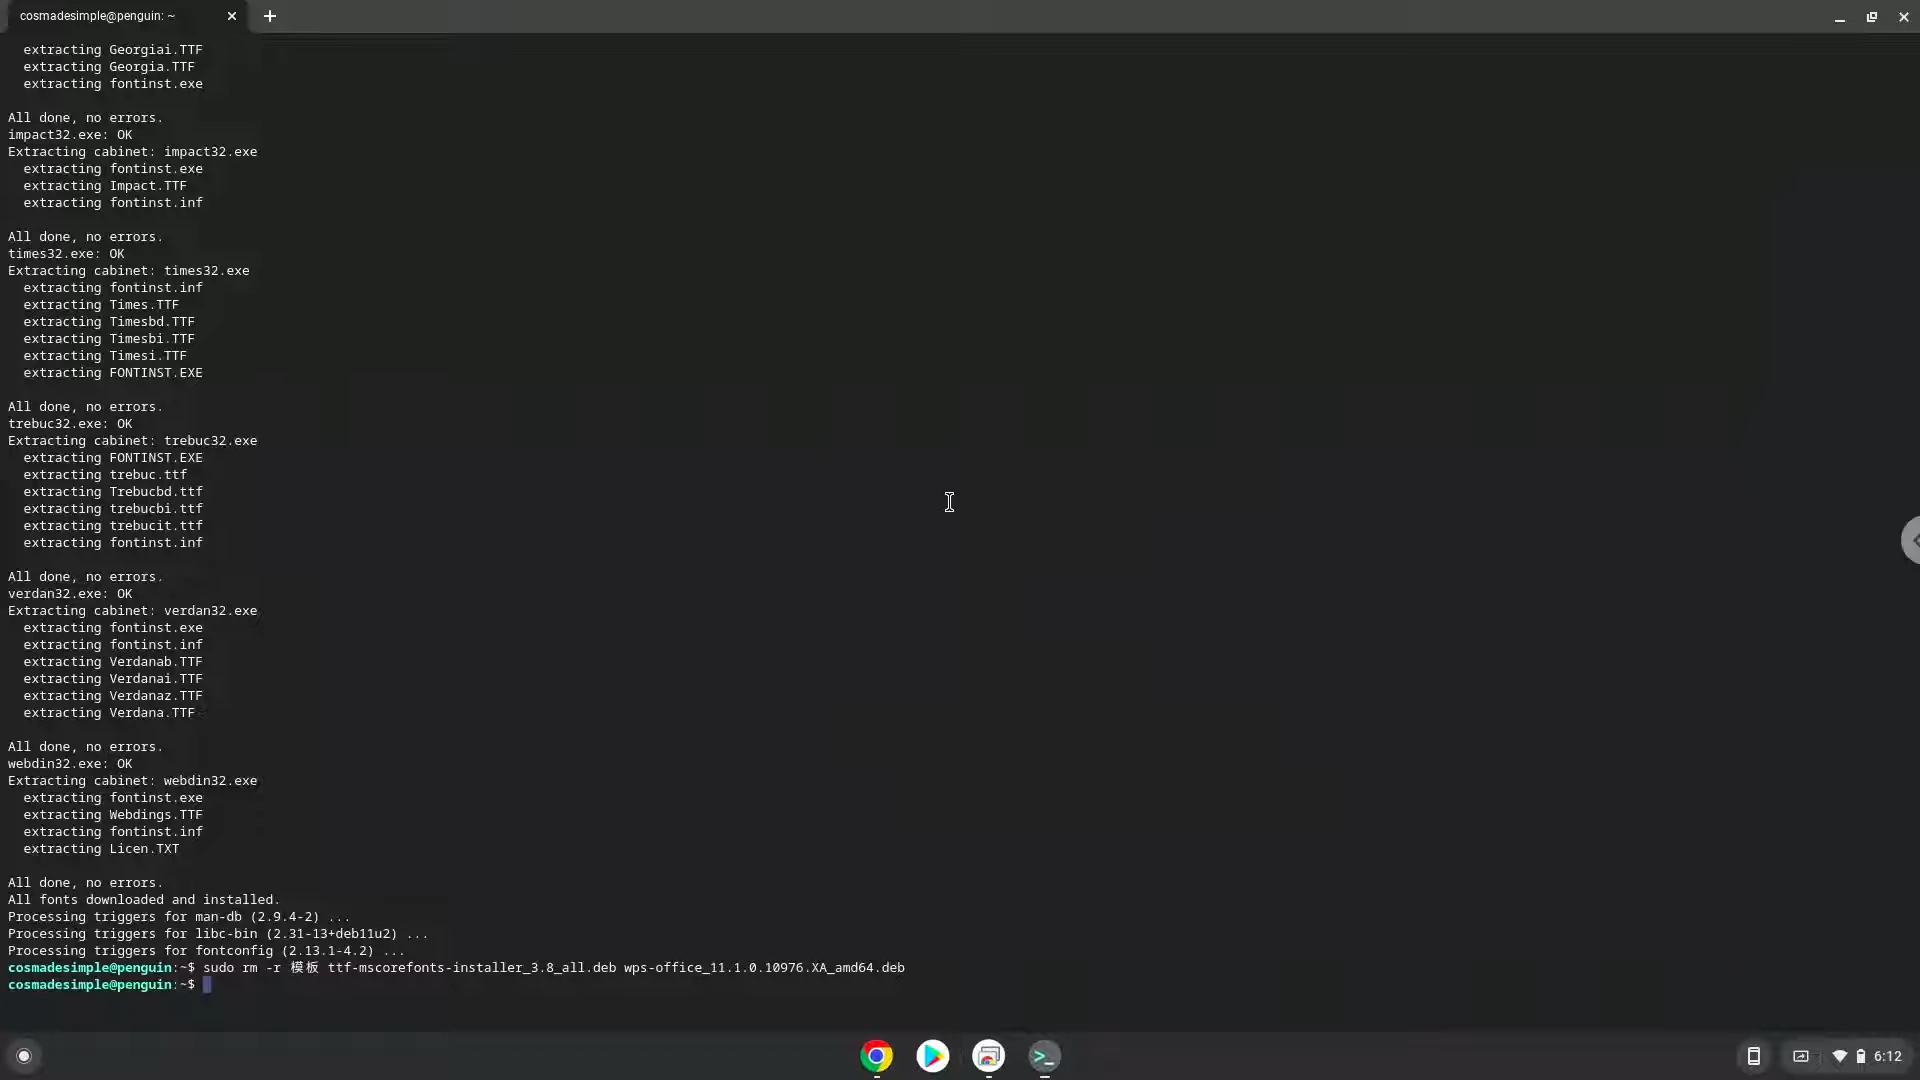 cosmadesimple@penguin: ~
extracting Georgiai.TTF
extracting Georgia.TTF
extracting fontinst.exe
All done, no errors.
impact32.exe: OK
Extracting cabinet: impact32.exe
extracting fontinst.exe
extracting Impact.TTF
extracting fontinst.inf
All done, no errors.
times32.exe: OK
Extracting cabinet: times32.exe
extracting fontinst.inf
extracting Times.TTF
extracting Timesbd.TTF
extracting Timesbi.TTF
extracting Timesi.TTF
extracting FONTINST.EXE
All done, no errors.
trebuc32.exe: OK
Extracting cabinet: trebuc32.exe
extracting FONTINST.EXE
extracting trebuc.ttf
extracting Trebucbd.ttf
extracting trebucbi.ttf
extracting trebucit.ttf
extracting fontinst.inf
All done, no errors.
verdan32.exe: OK
Extracting cabinet: verdan32.exe
extracting fontinst.exe
extracting fontinst.inf
extracting Verdanab.TTF
extracting Verdanai.TTF
extracting Verdanaz.TTF
extracting Verdana.TTF
All done, no errors.
webdin32.exe: OK
Extracting cabinet: webdin32.exe
extracting fontinst.exe
extracting Webdings.TTF
extracting fontinst.inf
extracting Licen.TXT
All done, no errors.
All fonts downloaded and installed.
Processing triggers for man-db (2.9.4-2) ...
Processing triggers for libc-bin (2.31-13+deb11u2) ...
Processing triggers for fontconfig (2.13.1-4.2) ...
cosmadesimple@penguin:~$ sudo rm -r 模板 ttf-mscorefonts-installer_3.8_all.deb wps-office_11.1.0.10976.XA_amd64.deb
cosmadesimple@penguin:~$
6:12